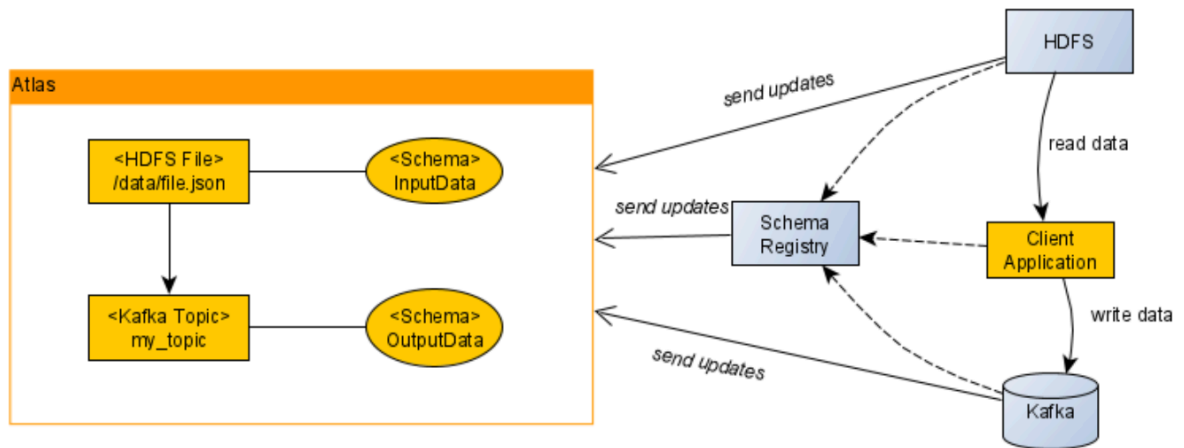 HDFS
Atlas
send updates
<HDFS File>
/data/file.json
<Schema>
InputData
read data
send updates
Schema
Registry
Client
Application
<Kafka Topic>
my_topic
<Schema>
OutputData
write data
send updates
Kafka